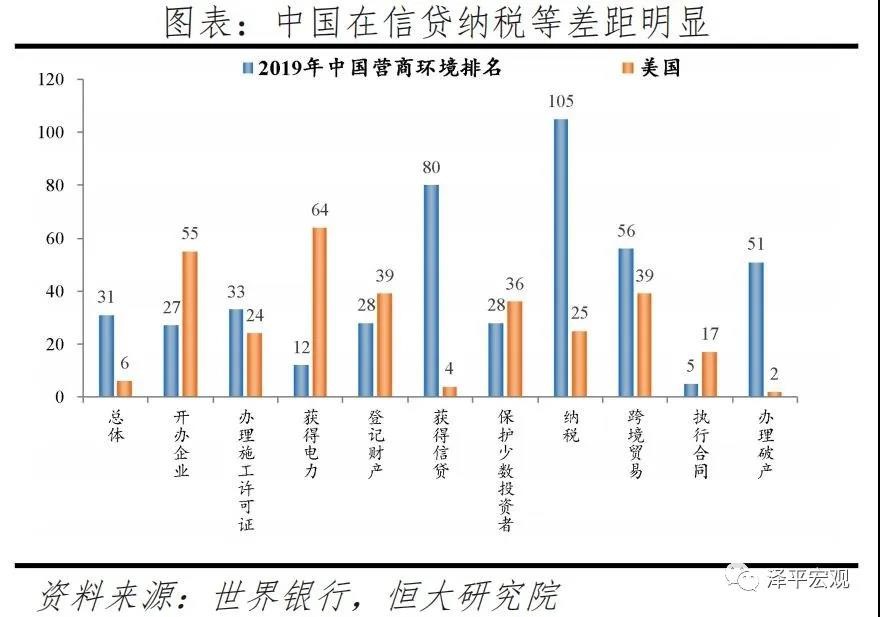 图表：中国在信贷纳税等差距明显
2019年中国营商环境排名 美国
120
100
80
60
40
20
0
31 6
27 55
33 24
12 64
28 39
80 4
28 36
105 25
56 39
5 17
51 2
总体
开办企业
办理施工许可证
获得电力
登记财产
获得信贷
保护少数投资者
纳税
跨境贸易
执行合同
办理破产
泽平宏观
资料来源：世界银行，恒大研究院